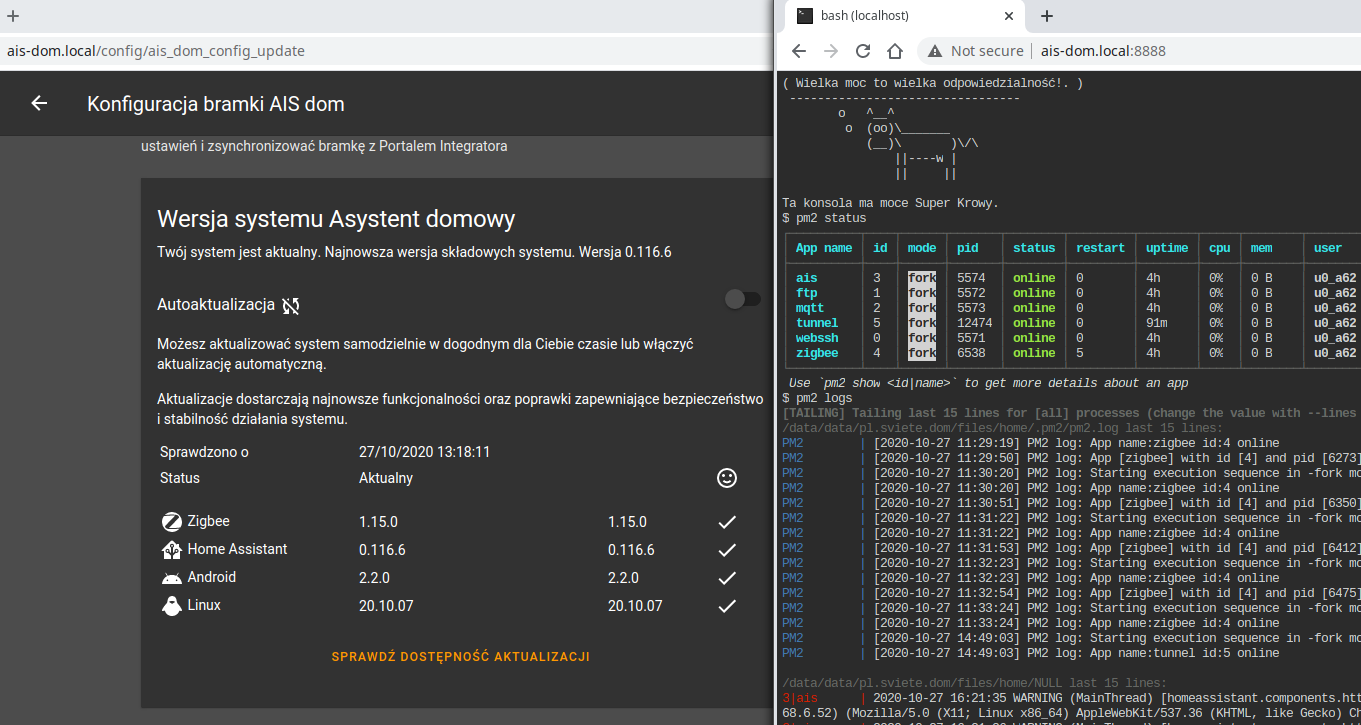 ais-dom.local/config/ais_dom_config_update
Konfiguracja bramki AIS dom
ustawień i zsynchronizować bramkę z Portalem Integratora
Wersja systemu Asystent domowy
Twój system jest aktualny. Najnowsza wersja składowych systemu. Wersja 0.116.6
Autoaktualizacja
Możesz aktualizować system samodzielnie w dogodnym dla Ciebie czasie lub włączyć
aktualizację automatyczną.
Aktualizacje dostarczają najnowsze funkcjonalności oraz poprawki zapewniające bezpieczeństwo
i stabilność działania systemu.
Sprawdzono o 27/10/2020 13:18:11
Status Aktualny
Zigbee 1.15.0 1.15.0
Home Assistant 0.116.6 0.116.6
Android 2.2.0 2.2.0
Linux 20.10.07 20.10.07
SPRAWDŹ DOSTĘPNOŚĆ AKTUALIZACJI
bash (localhost)
Not secure ais-dom.local:8888
( Wielka moc to wielka odpowiedzialność!. )
---------------------------------
o ^__^
o (oo)\_______
(__)\ )\/\
||----w |
|| ||
Ta konsola ma moce Super Krowy.
$ pm2 status
App name id mode pid status restart uptime cpu mem user
ais 3 fork 5574 online 0 4h 0% 0 B u0_a62
ftp 1 fork 5572 online 0 4h 0% 0 B u0_a62
mqtt 2 fork 5573 online 0 4h 0% 0 B u0_a62
tunnel 5 fork 12474 online 0 91m 0% 0 B u0_a62
webssh 0 fork 5571 online 0 4h 0% 0 B u0_a62
zigbee 4 fork 6538 online 5 4h 0% 0 B u0_a62
Use `pm2 show <id|name>` to get more details about an app
$ pm2 logs
[TAILING] Tailing last 15 lines for [all] processes (change the value with --lines
/data/data/pl.sviete.dom/files/home/.pm2/pm2.log last 15 lines:
PM2 | [2020-10-27 11:29:19] PM2 log: App name:zigbee id:4 online
PM2 | [2020-10-27 11:29:50] PM2 log: App [zigbee] with id [4] and pid [6273]
PM2 | [2020-10-27 11:30:20] PM2 log: Starting execution sequence in -fork mo
PM2 | [2020-10-27 11:30:20] PM2 log: App name:zigbee id:4 online
PM2 | [2020-10-27 11:30:51] PM2 log: App [zigbee] with id [4] and pid [6350]
PM2 | [2020-10-27 11:31:22] PM2 log: Starting execution sequence in -fork mo
PM2 | [2020-10-27 11:31:22] PM2 log: App name:zigbee id:4 online
PM2 | [2020-10-27 11:31:53] PM2 log: App [zigbee] with id [4] and pid [6412]
PM2 | [2020-10-27 11:32:23] PM2 log: Starting execution sequence in -fork mo
PM2 | [2020-10-27 11:32:23] PM2 log: App name:zigbee id:4 online
PM2 | [2020-10-27 11:32:54] PM2 log: App [zigbee] with id [4] and pid [6475]
PM2 | [2020-10-27 11:33:24] PM2 log: Starting execution sequence in -fork mo
PM2 | [2020-10-27 11:33:24] PM2 log: App name:zigbee id:4 online
PM2 | [2020-10-27 14:49:03] PM2 log: Starting execution sequence in -fork mo
PM2 | [2020-10-27 14:49:03] PM2 log: App name:tunnel id:5 online
/data/data/pl.sviete.dom/files/home/NULL last 15 lines:
3|ais | 2020-10-27 16:21:35 WARNING (MainThread) [homeassistant.components.htt
68.6.52) (Mozilla/5.0 (X11; Linux x86_64) AppleWebKit/537.36 (KHTML, like Gecko) Ch